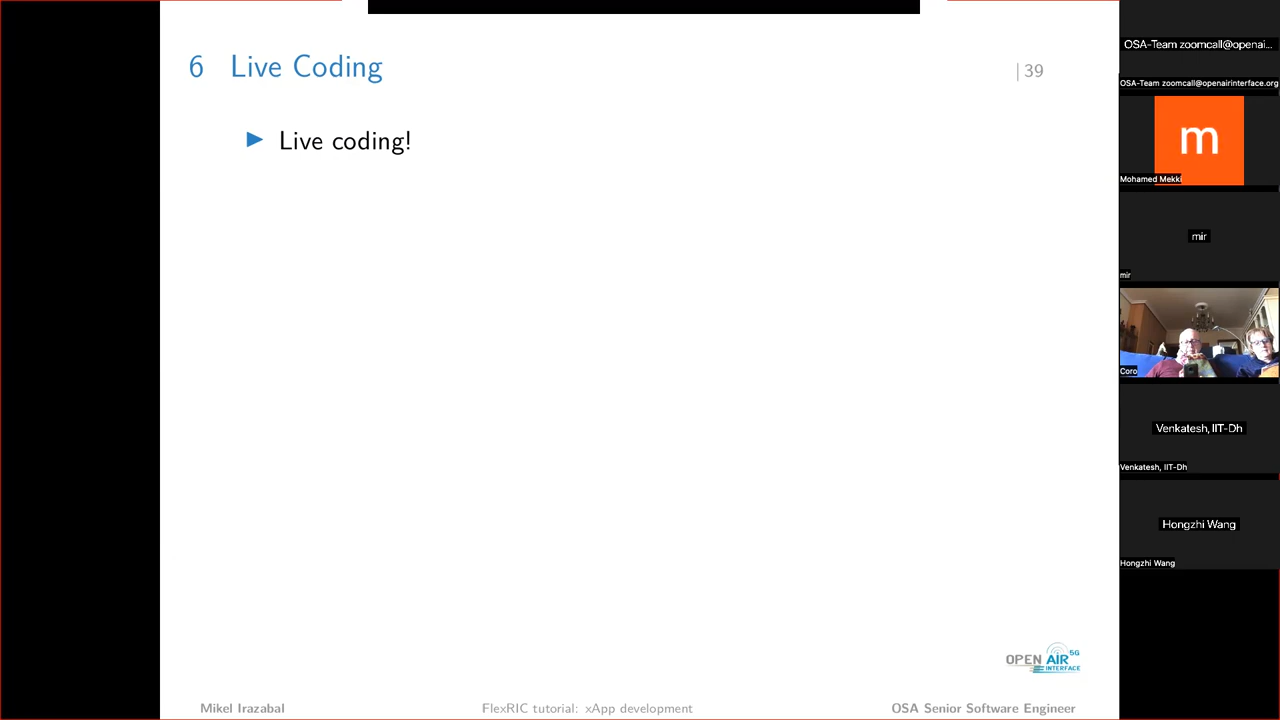 6 Live Coding
| 39
Live coding!
OPEN AIR 5G
INTERFACE
Mikel Irazabal
FlexRIC tutorial: xApp development
OSA Senior Software Engineer
OSA-Team zoomcall@openai...
OSA-Team zoomcall@openairinterface.org
m
Mohamed Mekki
mir
mir
Coro
Venkatesh, IIT-Dh
Venkatesh, IIT-Dh
Hongzhi Wang
Hongzhi Wang